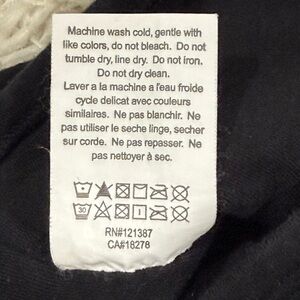 Machine wash cold, gentle with
like colors, do not bleach. Do not
tumble dry, line dry. Do not iron.
Do not dry clean.
Laver a la machine a l'eau froide
cycle delicat avec couleurs
similaires. Ne pas blanchir. Ne
pas utiliser le seche linge, secher
sur corde. Ne pas repasser. Ne
pas nettoyer à sec.
30
RN#121387
CA#18278